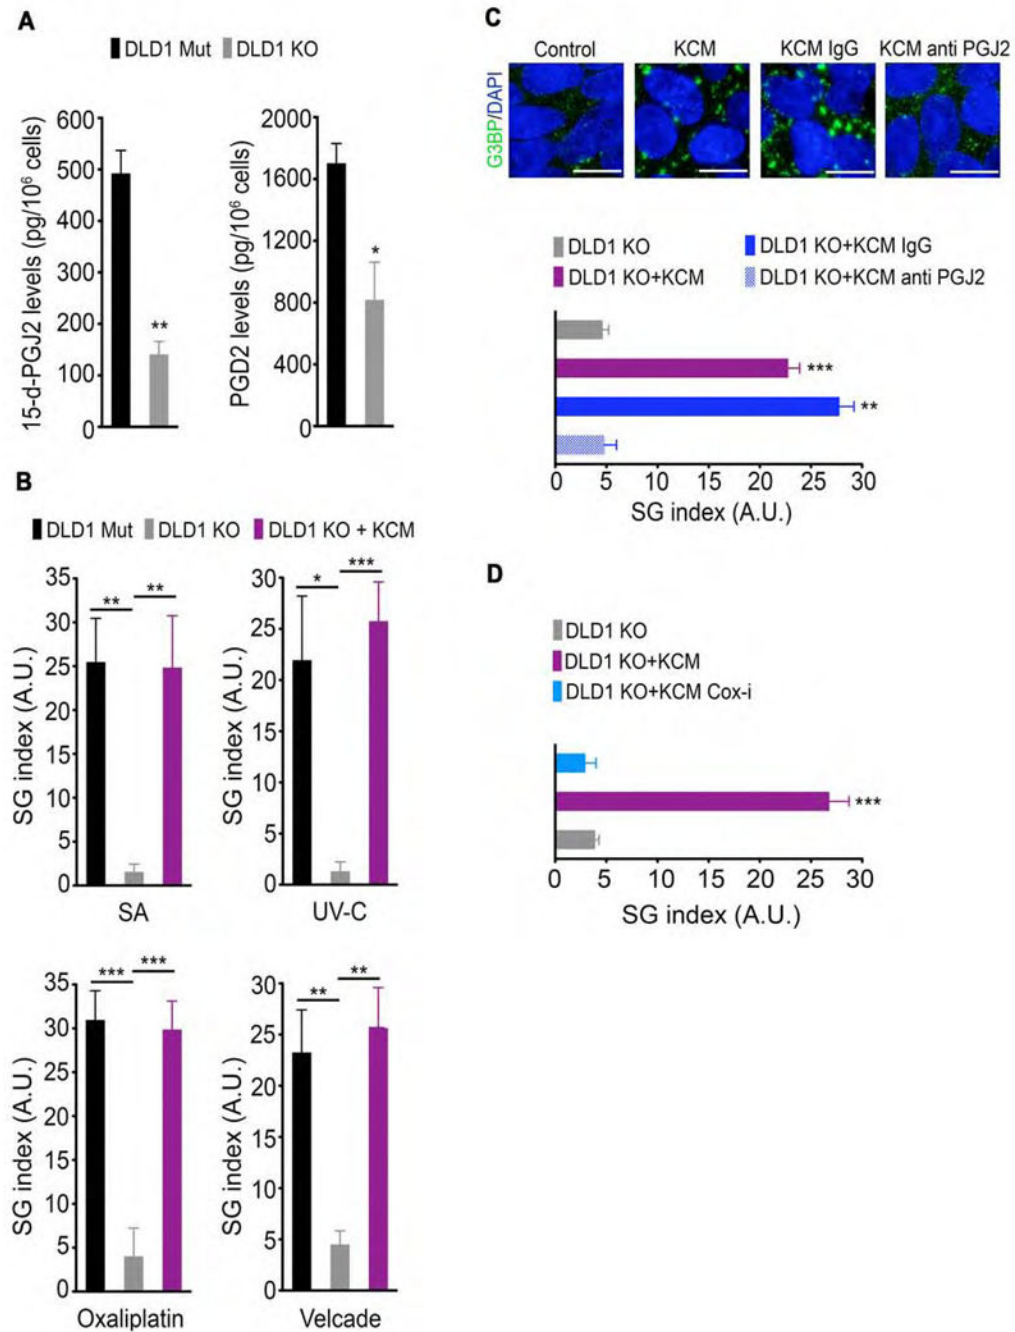 A
DLD1 Mut DLD1 KO
15-d-PGJ2 levels (pg/10⁶ cells)
600
500
400
300
200
100
0
**
PGD2 levels (pg/10⁶ cells)
2000
1600
1200
800
400
0
*
B
DLD1 Mut DLD1 KO DLD1 KO + KCM
SG index (A.U.)
35
30
25
20
15
10
5
0
** **
SA
SG index (A.U.)
30
25
20
15
10
5
0
* ***
UV-C
SG index (A.U.)
35
30
25
20
15
10
5
0
*** ***
Oxaliplatin
SG index (A.U.)
30
25
20
15
10
5
0
** **
Velcade
C
Control KCM KCM IgG KCM anti PGJ2
G3BP/DAPI
DLD1 KO DLD1 KO+KCM IgG
DLD1 KO+KCM DLD1 KO+KCM anti PGJ2
***
**
0 5 10 15 20 25 30
SG index (A.U.)
D
DLD1 KO
DLD1 KO+KCM
DLD1 KO+KCM Cox-i
***
0 5 10 15 20 25 30
SG index (A.U.)